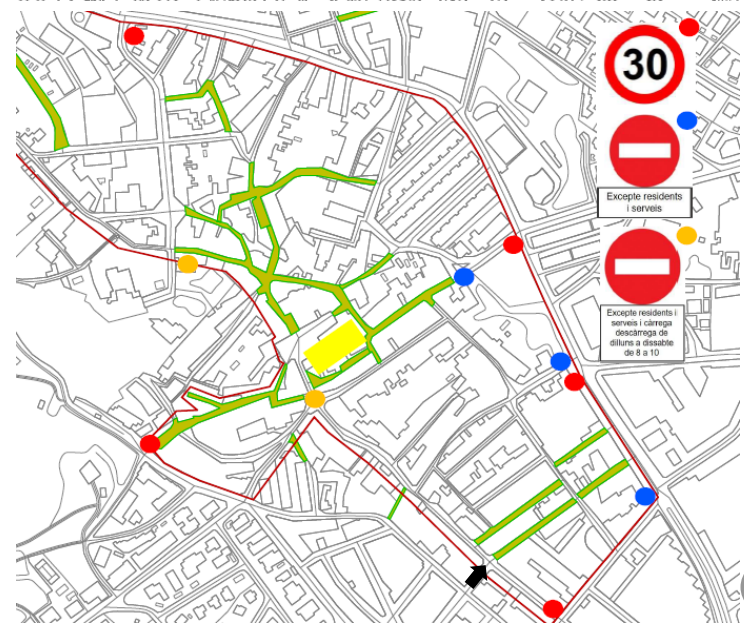 30
Excepte residents
i serveis
Excepte residents i
serveis i càrrega
descàrrega de
dilluns a dissabte
de 8 a 10